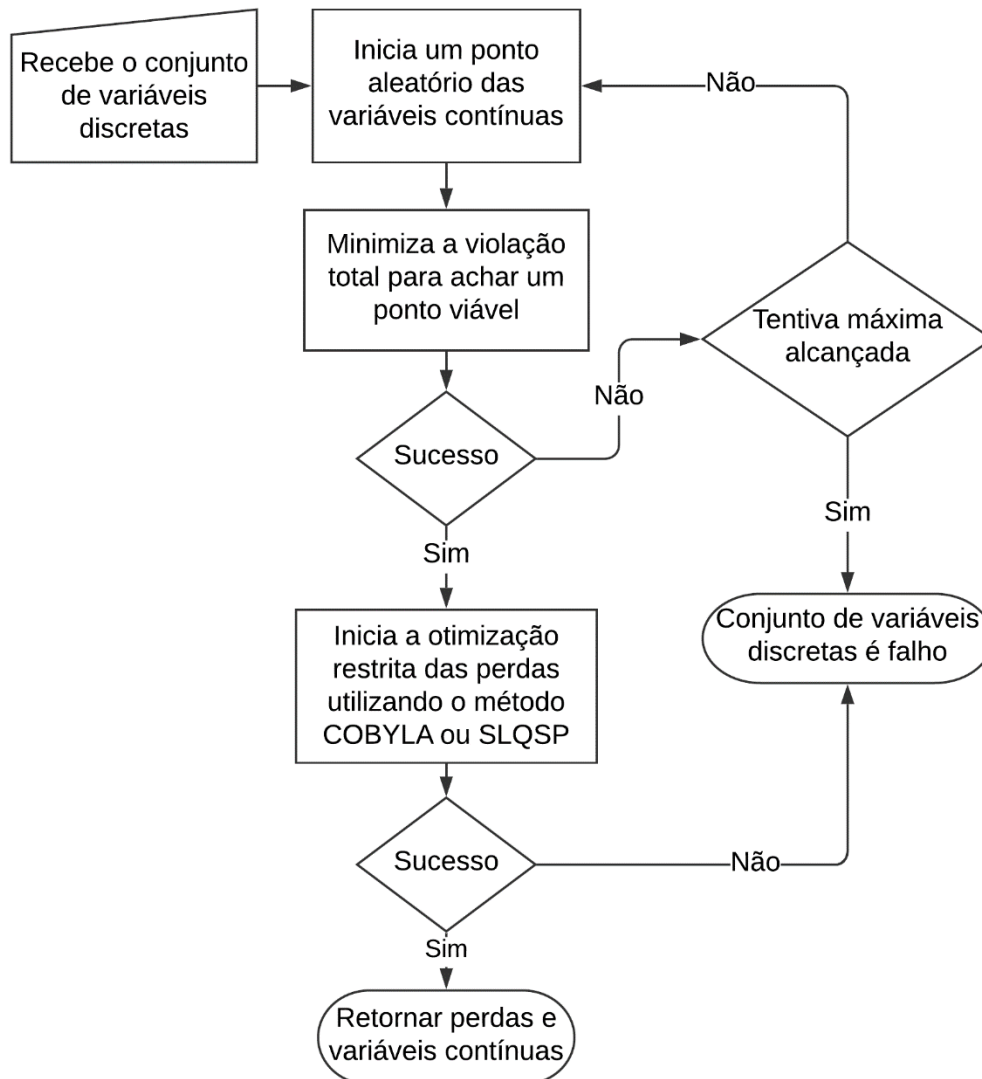 Recebe o conjunto
de variáveis
discretas
Inicia um ponto
aleatório das
variáveis contínuas
Não
Minimiza a violação
total para achar um
ponto viável
Tentiva máxima
alcançada
Não
Sucesso
Sim
Sim
Inicia a otimização
restrita das perdas
utilizando o método
COBYLA ou SLQSP
Conjunto de variáveis
discretas é falho
Sucesso
Não
Sim
Retornar perdas e
variáveis contínuas